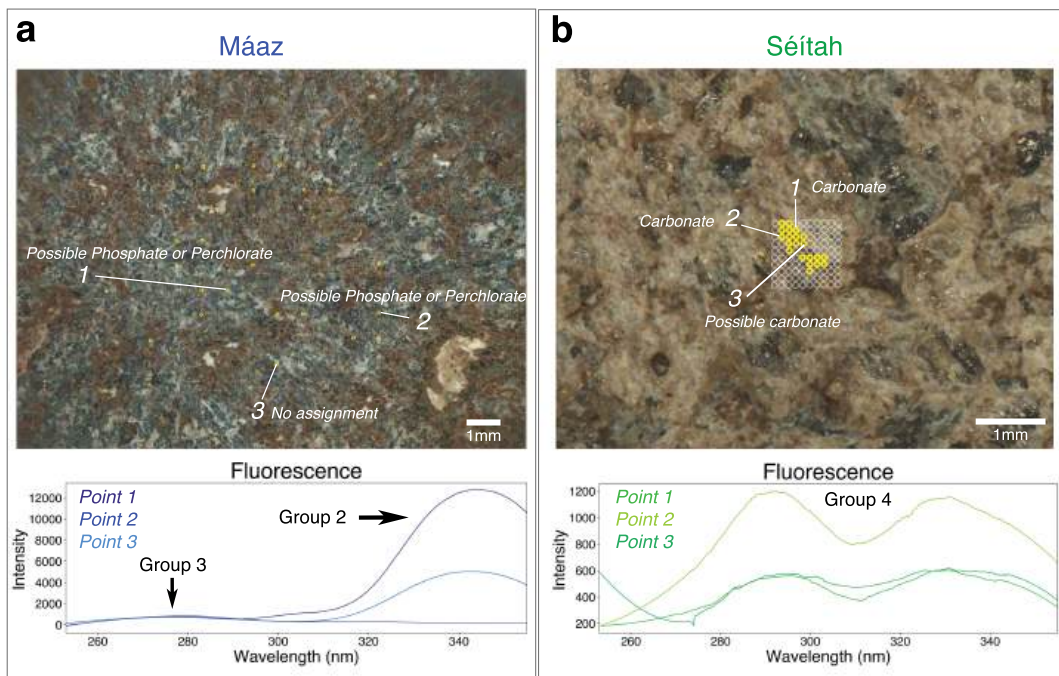 a
Máaz
Possible Phosphate or Perchlorate
1
Possible Phosphate or Perchlorate
2
3 No assignment
1mm
Fluorescence
Point 1
Point 2
Point 3
Group 2
Group 3
Intensity
12000
10000
8000
6000
4000
2000
0
260 280 300 320 340
Wavelength (nm)
b
Séítah
1 Carbonate
Carbonate 2
3
Possible carbonate
1mm
Fluorescence
Point 1
Point 2
Point 3
Group 4
Intensity
1200
1000
800
600
400
200
260 280 300 320 340
Wavelength (nm)